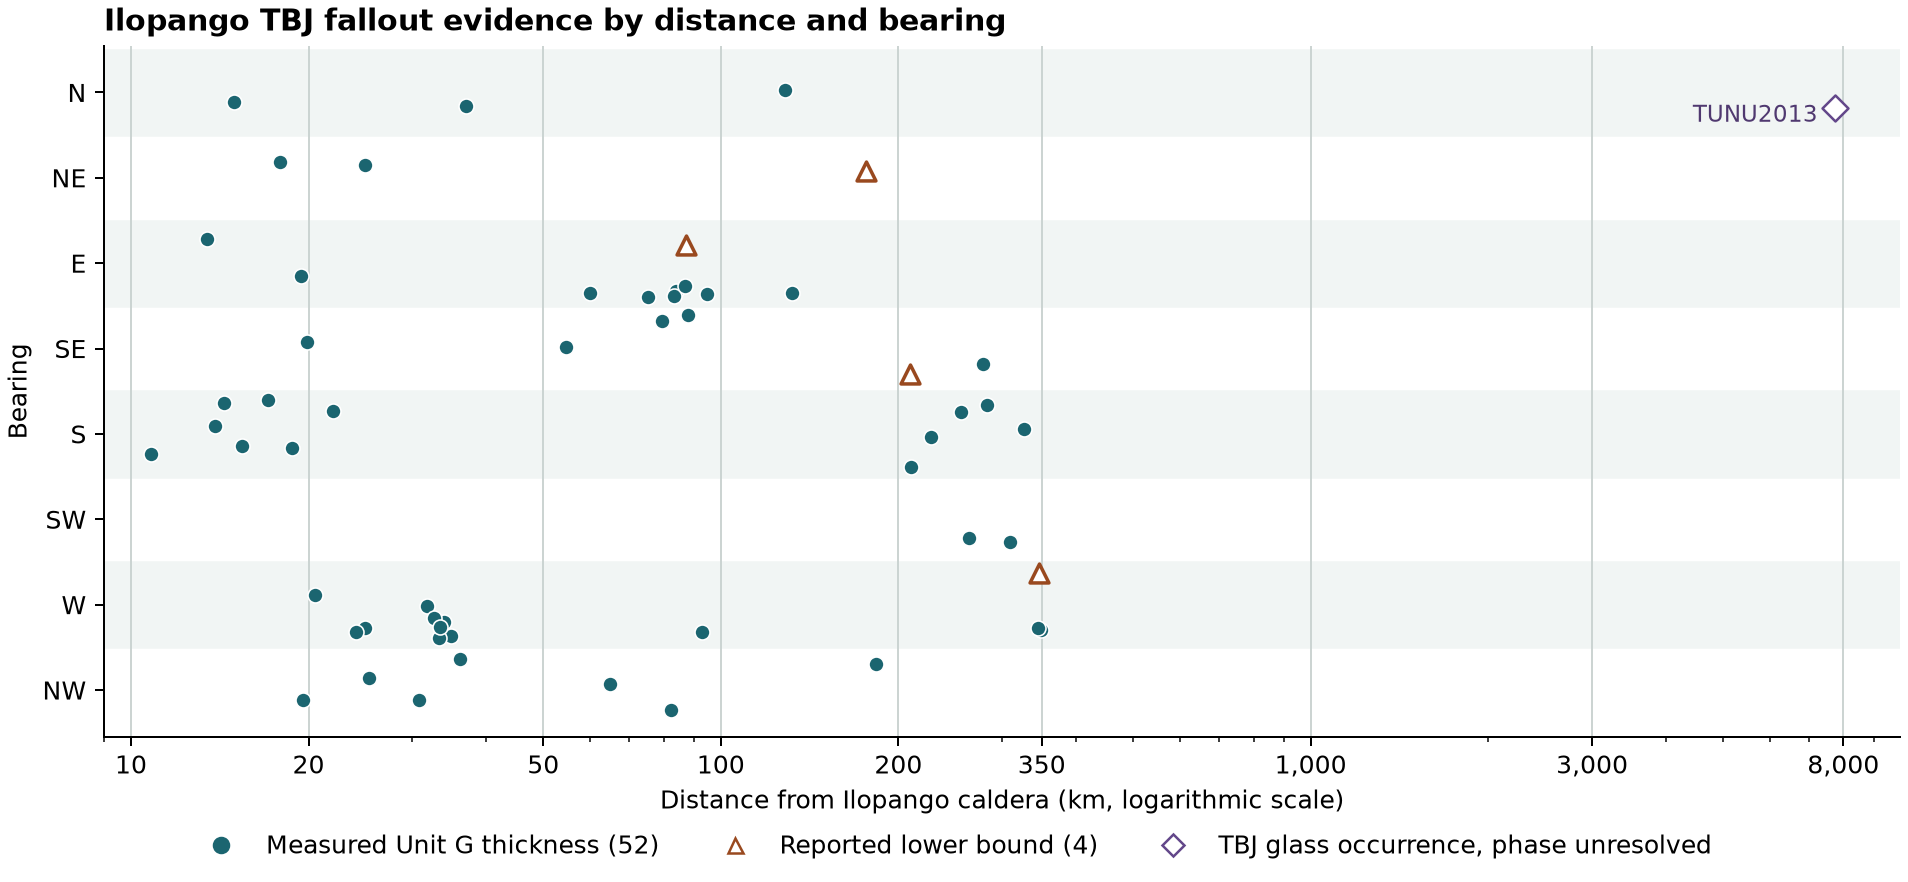 Ilopango TBJ fallout evidence by distance and bearing
N
NE
E
SE
S
SW
W
NW
Bearing
TUNU2013
10 20 50 100 200 350 1,000 3,000 8,000
Distance from Ilopango caldera (km, logarithmic scale)
Measured Unit G thickness (52) Reported lower bound (4) TBJ glass occurrence, phase unresolved